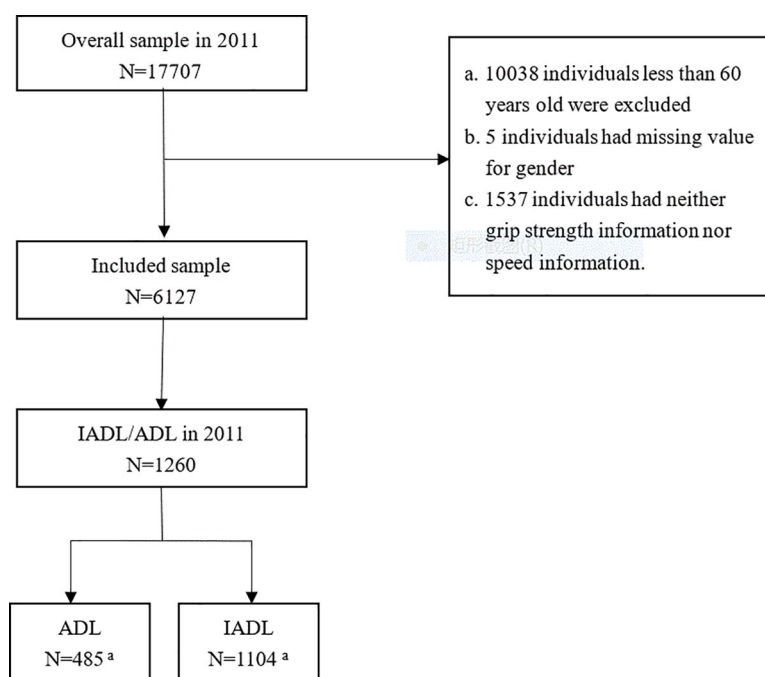 Overall sample in 2011
N=17707
a. 10038 individuals less than 60
years old were excluded
b. 5 individuals had missing value
for gender
c. 1537 individuals had neither
grip strength information nor
speed information.
Included sample
N=6127
IADL/ADL in 2011
N=1260
ADL
N=485 a
IADL
N=1104 a